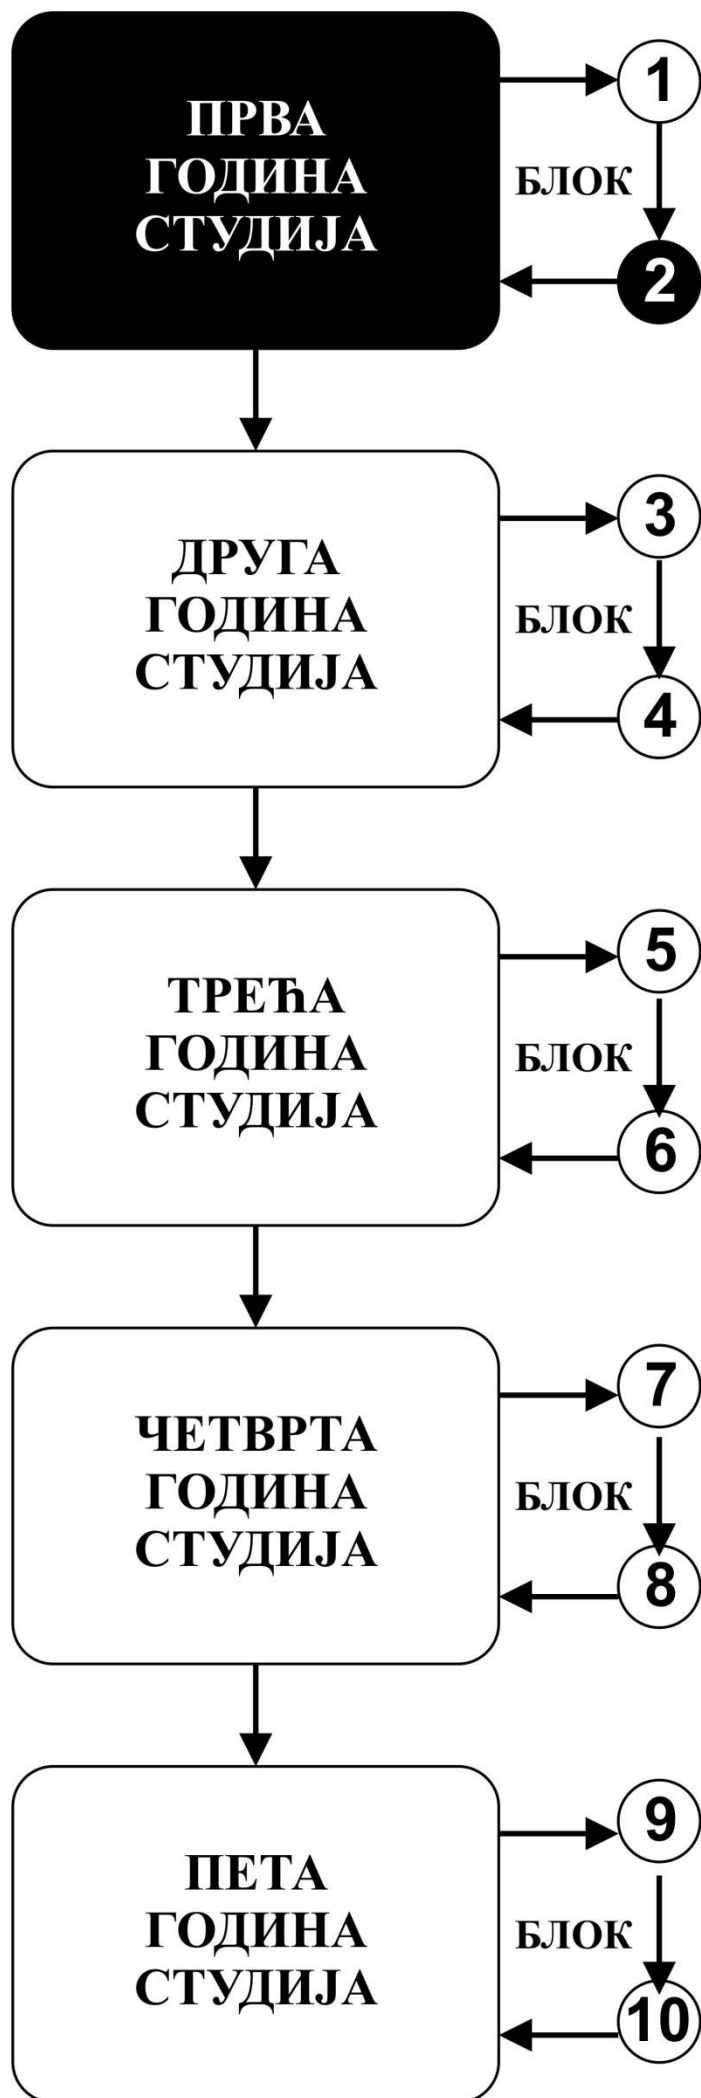 ПРВА
ГОДИНА
СТУДИЈА
1
БЛОК
2
ДРУГА
ГОДИНА
СТУДИЈА
3
БЛОК
4
ТРЕЋА
ГОДИНА
СТУДИЈА
5
БЛОК
6
ЧЕТВРТА
ГОДИНА
СТУДИЈА
7
БЛОК
8
ПЕТА
ГОДИНА
СТУДИЈА
9
БЛОК
10